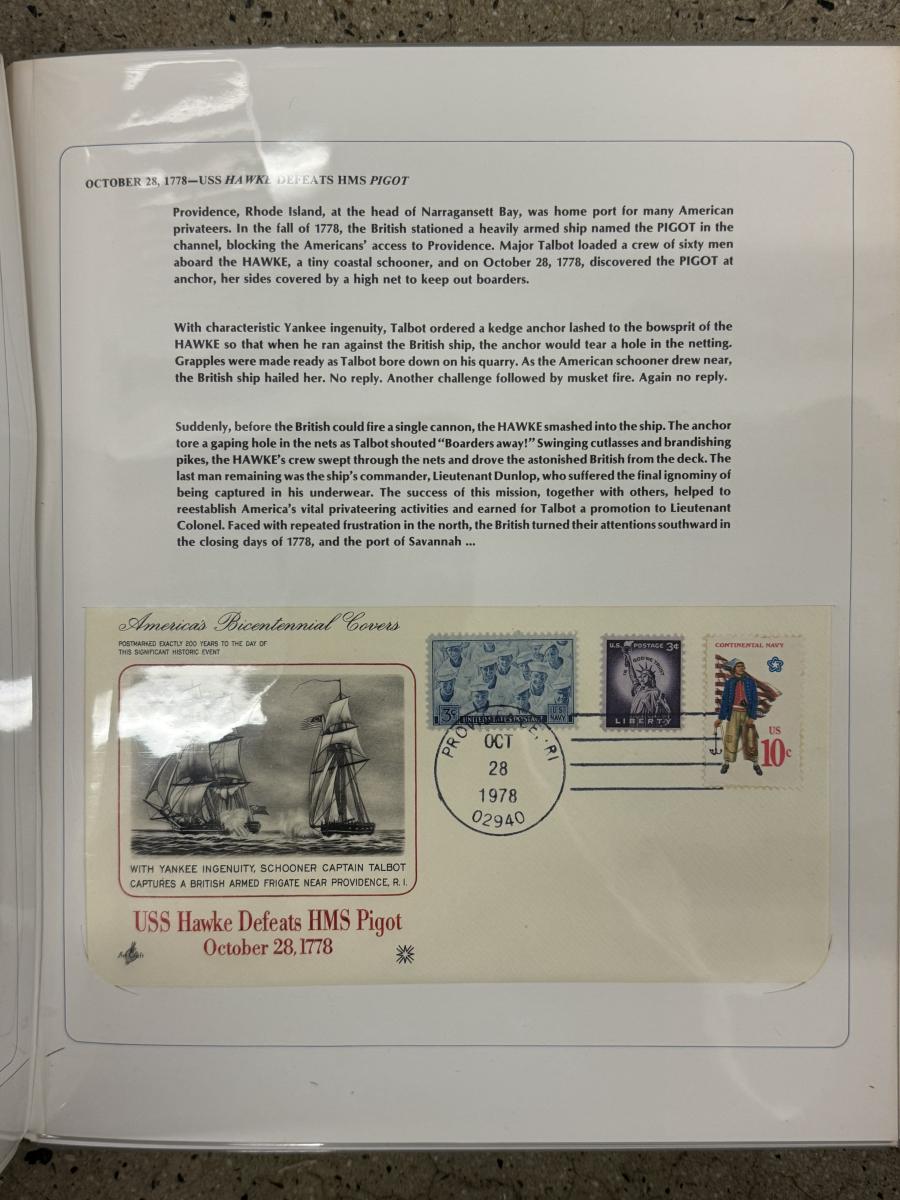 OCTOBER 28, 1778—USS HAWKE DEFEATS HMS PIGOT
Providence, Rhode Island, at the head of Narragansett Bay, was home port for many American
privateers. In the fall of 1778, the British stationed a heavily armed ship named the PIGOT in the
channel, blocking the Americans' access to Providence. Major Talbot loaded a crew of sixty men
aboard the HAWKE, a tiny coastal schooner, and on October 28, 1778, discovered the PIGOT at
anchor, her sides covered by a high net to keep out boarders.
With characteristic Yankee ingenuity, Talbot ordered a kedge anchor lashed to the bowsprit of the
HAWKE so that when he ran against the British ship, the anchor would tear a hole in the netting.
Grapples were made ready as Talbot bore down on his quarry. As the American schooner drew near,
the British ship hailed her. No reply. Another challenge followed by musket fire. Again no reply.
Suddenly, before the British could fire a single cannon, the HAWKE smashed into the ship. The anchor
tore a gaping hole in the nets as Talbot shouted "Boarders away!" Swinging cutlasses and brandishing
pikes, the HAWKE's crew swept through the nets and drove the astonished British from the deck. The
last man remaining was the ship's commander, Lieutenant Dunlop, who suffered the final ignominy of
being captured in his underwear. The success of this mission, together with others, helped to
reestablish America's vital privateering activities and earned for Talbot a promotion to Lieutenant
Colonel. Faced with repeated frustration in the north, the British turned their attentions southward in
the closing days of 1778, and the port of Savannah ...
America's Bicentennial Covers
POSTMARKED EXACTLY 200 YEARS TO THE DAY OF
THIS SIGNIFICANT HISTORIC EVENT
WITH YANKEE INGENUITY, SCHOONER CAPTAIN TALBOT
CAPTURES A BRITISH ARMED FRIGATE NEAR PROVIDENCE, R.I.
USS Hawke Defeats HMS Pigot
October 28, 1778
ArtCraft
3¢ UNITED STATES POSTAGE U.S. NAVY
U.S. POSTAGE 3¢
IN GOD WE TRUST
LIBERTY
CONTINENTAL NAVY
US
10c
RI
OCT
28
1978
02940